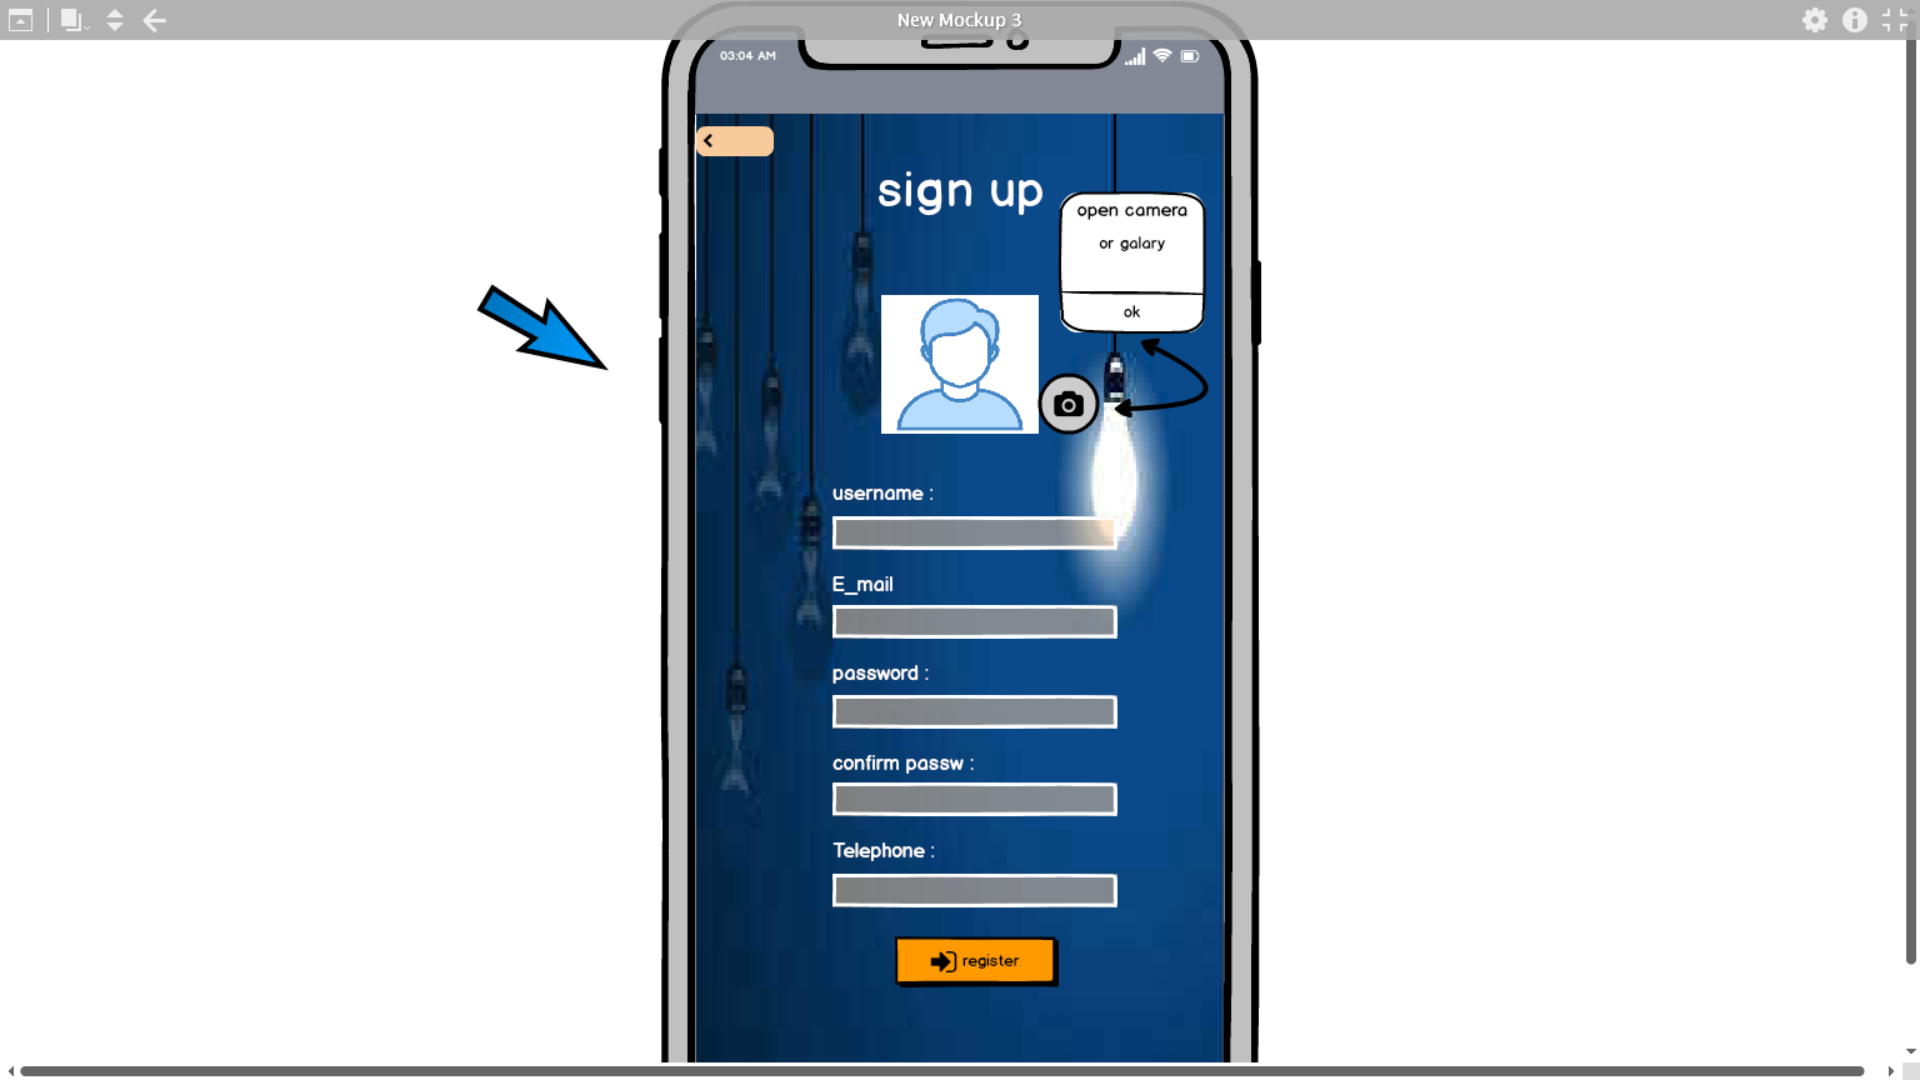 New Mockup 3
03:04 AM
sign up
open camera
or galary
ok
username :
E_mail
password :
confirm passw :
Telephone :
register